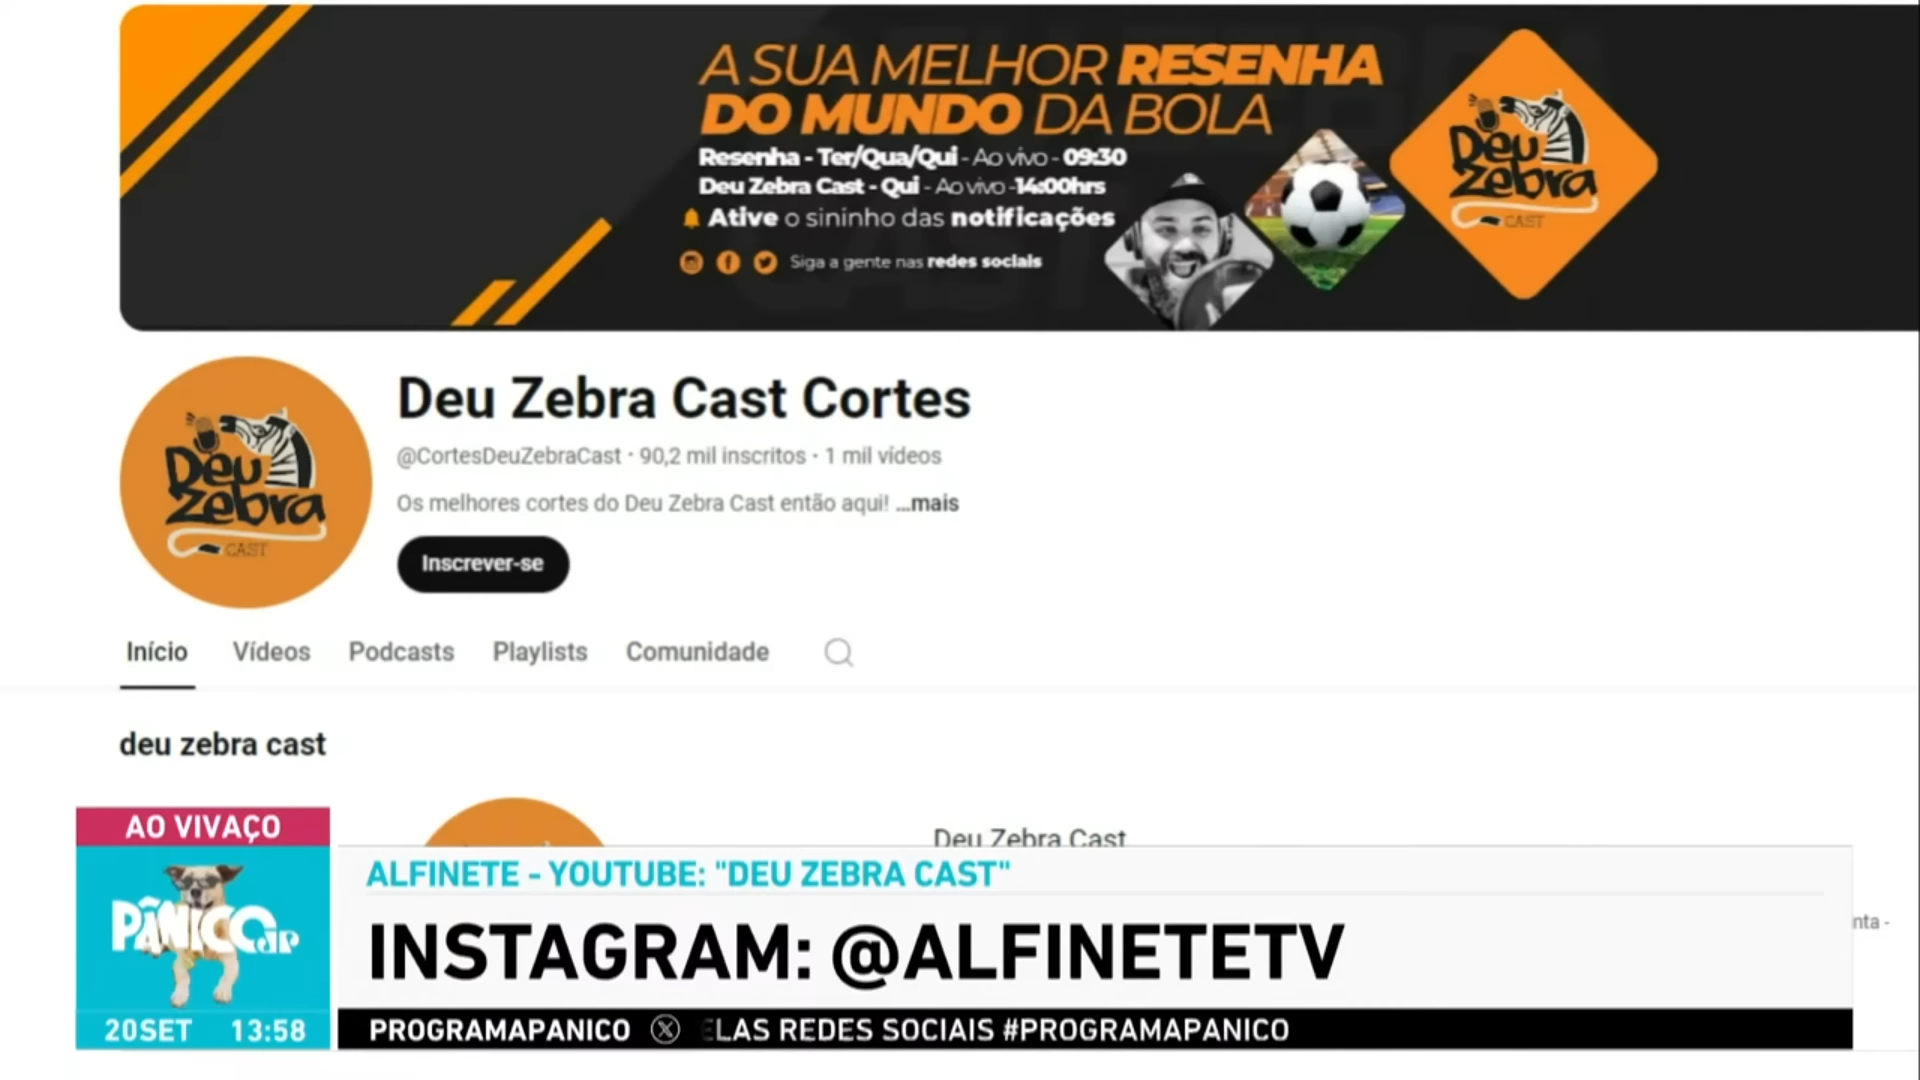 A SUA MELHOR RESENHA
DO MUNDO DA BOLA
Resenha - Ter/Qua/Qui - Ao vivo - 09:30
Deu Zebra Cast - Qui - Ao vivo -14:00hrs
Ative o sininho das notificações
Siga a gente nas redes sociais
Deu
Zebra
CAST
Deu
Zebra
CAST
Deu Zebra Cast Cortes
@CortesDeuZebraCast · 90,2 mil inscritos · 1 mil vídeos
Os melhores cortes do Deu Zebra Cast então aqui! ...mais
Inscrever-se
Início Vídeos Podcasts Playlists Comunidade
deu zebra cast
Deu Zebra Cast
AO VIVAÇO
PÂNICO JP
20SET 13:58
ALFINETE - YOUTUBE: "DEU ZEBRA CAST"
INSTAGRAM: @ALFINETETV
nta -
PROGRAMAPANICO ELAS REDES SOCIAIS #PROGRAMAPANICO